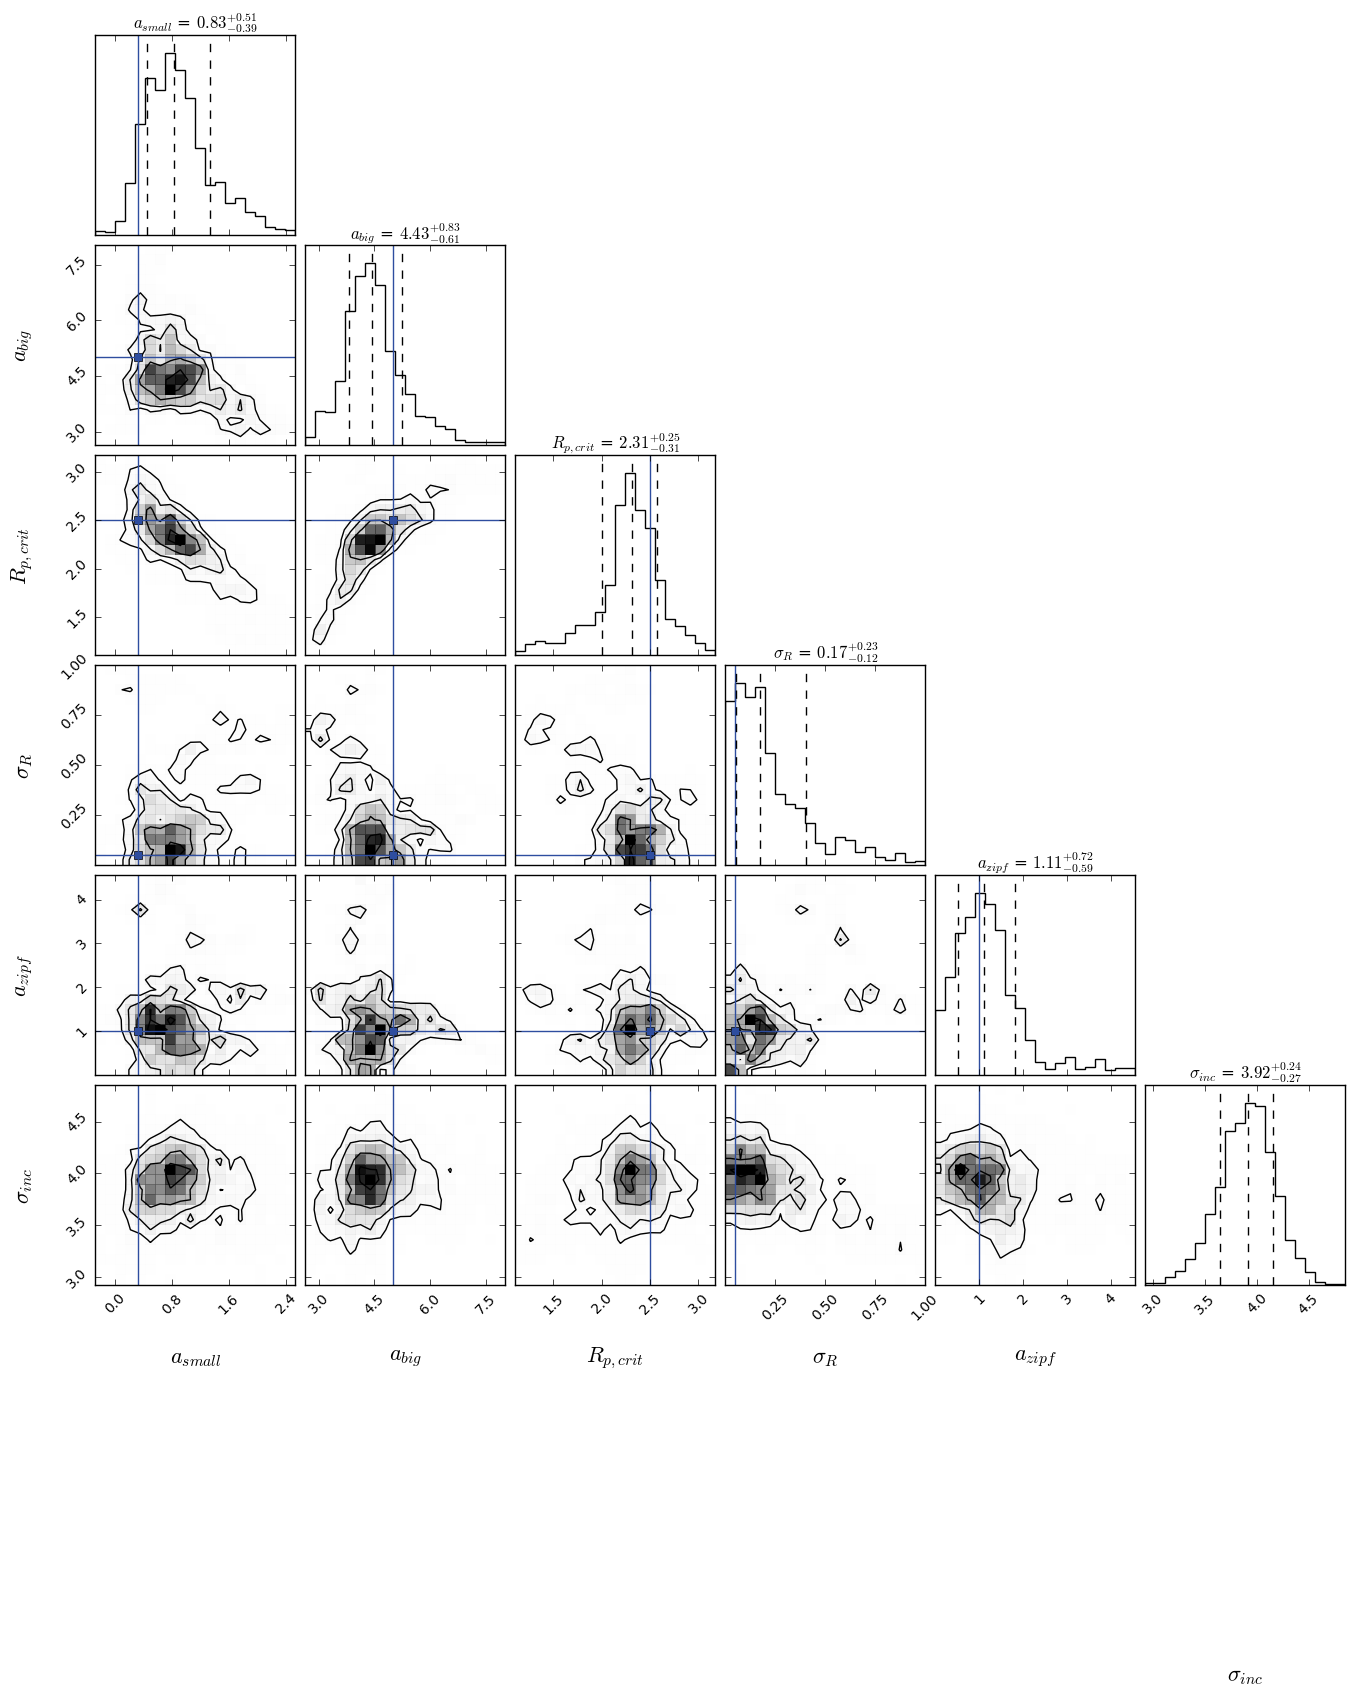 a_small = 0.83 +0.51 −0.39
a_big = 4.43 +0.83 −0.61
7.5
6.0
4.5
3.0
a_big
R_p,crit = 2.31 +0.25 −0.31
3.0
2.5
2.0
1.5
R_p,crit
σ_R = 0.17 +0.23 −0.12
1.00
0.75
0.50
0.25
σ_R
a_zipf = 1.11 +0.72 −0.59
4
3
2
1
a_zipf
σ_inc = 3.92 +0.24 −0.27
4.5
4.0
3.5
3.0
σ_inc
0.0 0.8 1.6 2.4 3.0 4.5 6.0 7.5 1.5 2.0 2.5 3.0 0.25 0.50 0.75 1.00 1 2 3 4 3.0 3.5 4.0 4.5
a_small a_big R_p,crit σ_R a_zipf
σ_inc